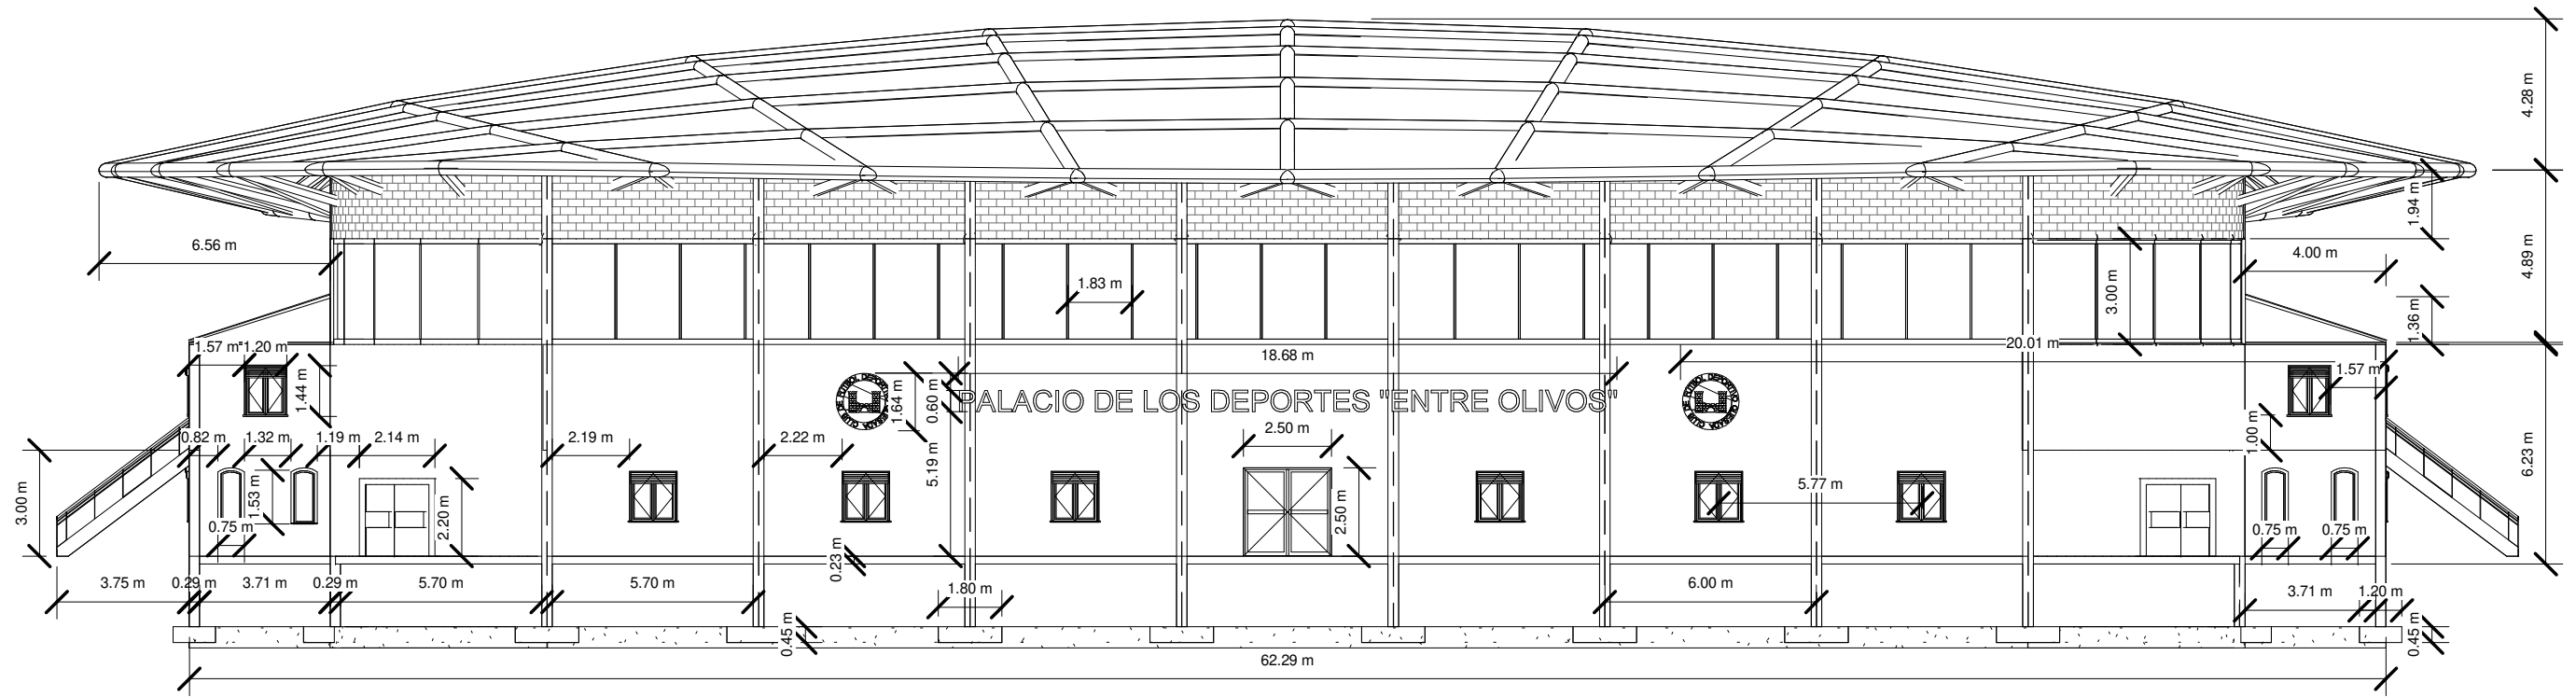 4.28 m
1.94 m
6.56 m
4.00 m
4.89 m
1.83 m
3.00 m
1.36 m
1.57 m
1.20 m
18.68 m
20.01 m
1.57 m
1.44 m
1.64 m
0.60 m
PALACIO DE LOS DEPORTES "ENTRE OLIVOS"
0.82 m
1.32 m
1.19 m
2.14 m
2.19 m
2.22 m
2.50 m
1.00 m
6.23 m
5.19 m
3.00 m
1.53 m
2.20 m
2.50 m
5.77 m
0.75 m
0.75 m
0.75 m
0.23 m
3.75 m
0.29 m
3.71 m
0.29 m
5.70 m
5.70 m
1.80 m
6.00 m
3.71 m
1.20 m
0.45 m
0.45 m
62.29 m